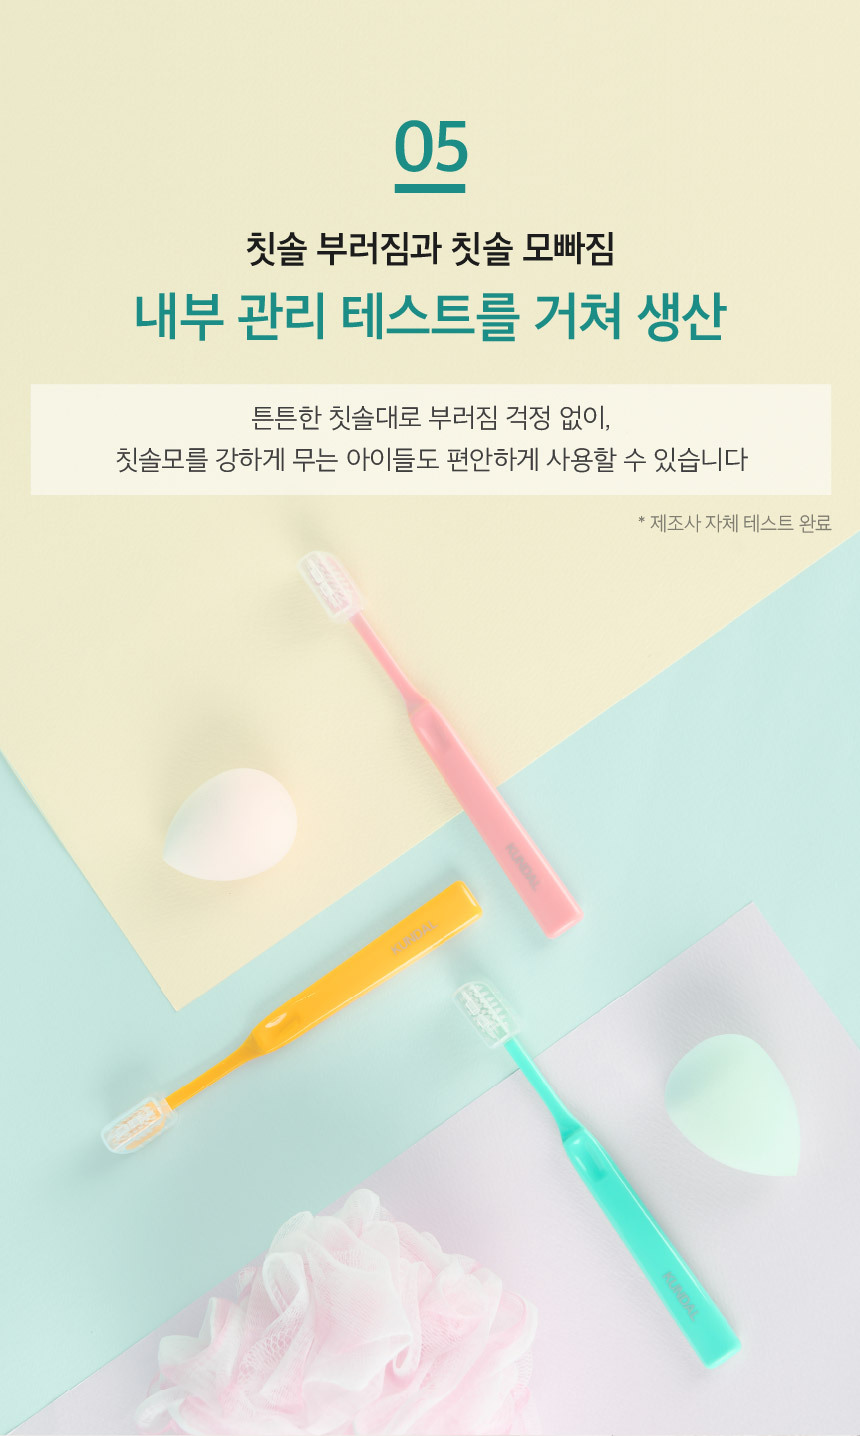 05
칫솔 부러짐과 칫솔 모빠짐
내부 관리 테스트를 거쳐 생산
튼튼한 칫솔대로 부러짐 걱정 없이,
칫솔모를 강하게 무는 아이들도 편안하게 사용할 수 있습니다
* 제조사 자체 테스트 완료
KUNDAL
KUNDAL
KUNDAL